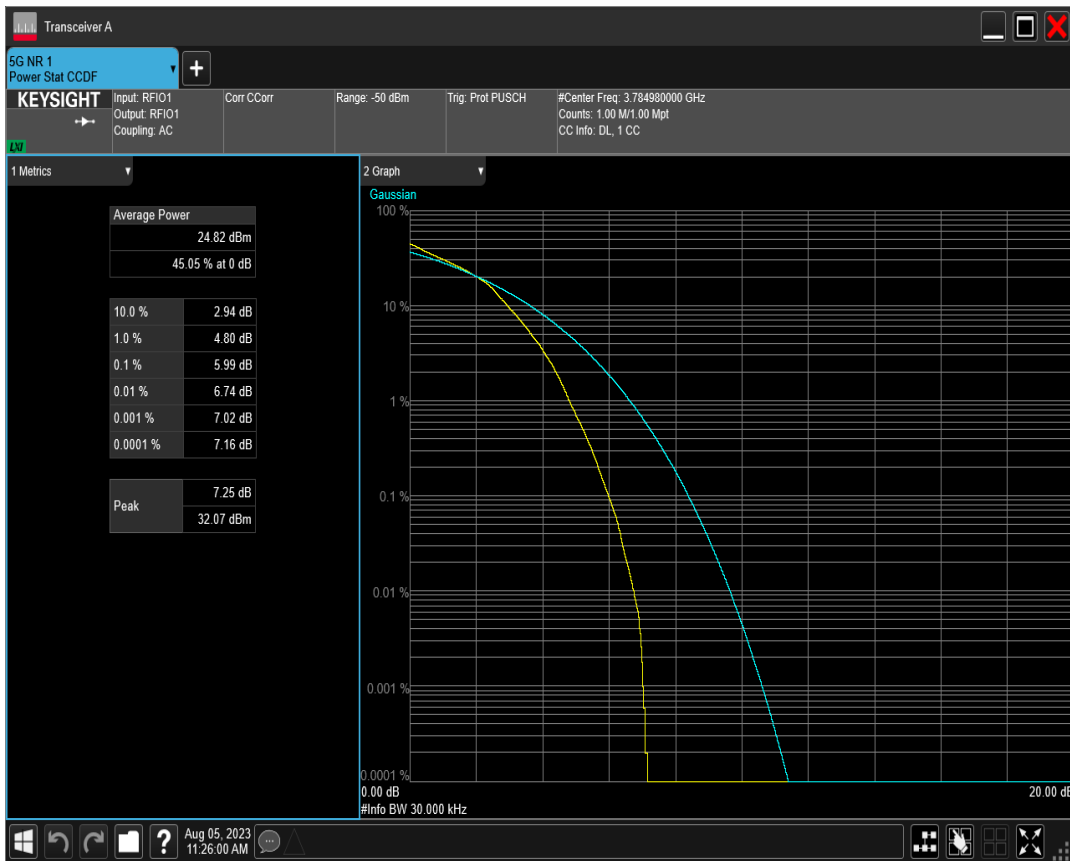 Transceiver A
5G NR 1
Power Stat CCDF
+
KEYSIGHT
LXI
Input: RFIO1
Output: RFIO1
Coupling: AC
Corr CCorr
Range: -50 dBm
Trig: Prot PUSCH
#Center Freq: 3.784980000 GHz
Counts: 1.00 M/1.00 Mpt
CC Info: DL, 1 CC
1 Metrics
Average Power
24.82 dBm
45.05 % at 0 dB
10.0 % 2.94 dB
1.0 % 4.80 dB
0.1 % 5.99 dB
0.01 % 6.74 dB
0.001 % 7.02 dB
0.0001 % 7.16 dB
Peak
7.25 dB
32.07 dBm
2 Graph
Gaussian
100 %
10 %
1 %
0.1 %
0.01 %
0.001 %
0.0001 %
0.00 dB
20.00 dB
#Info BW 30.000 kHz
?
Aug 05, 2023
11:26:00 AM